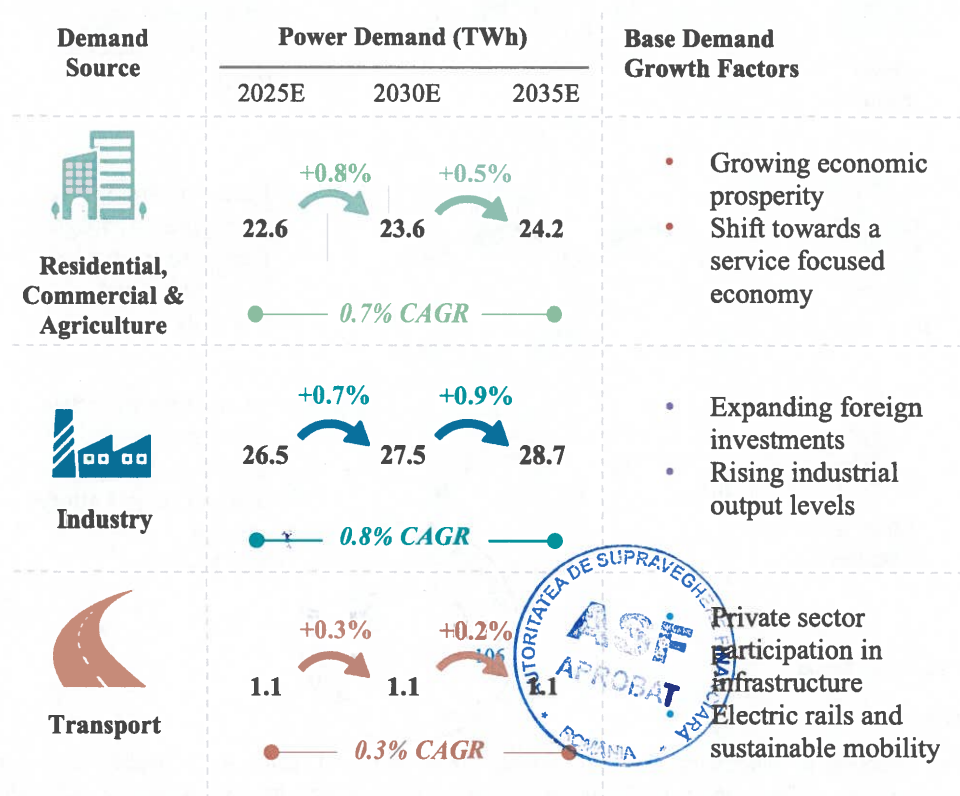 Demand
Source
Power Demand (TWh)
Base Demand
Growth Factors
2025E 2030E 2035E
Residential,
Commercial &
Agriculture
+0.8% +0.5%
22.6 23.6 24.2
0.7% CAGR
• Growing economic
prosperity
• Shift towards a
service focused
economy
Industry
+0.7% +0.9%
26.5 27.5 28.7
0.8% CAGR
• Expanding foreign
investments
• Rising industrial
output levels
Transport
+0.3% +0.2%
1.1 1.1 1.1
0.3% CAGR
• Private sector
participation in
infrastructure
• Electric rails and
sustainable mobility
AUTORITATEA DE SUPRAVEGHERE FINANCIARA
ASF
APROBAT
* ROMANIA *
106